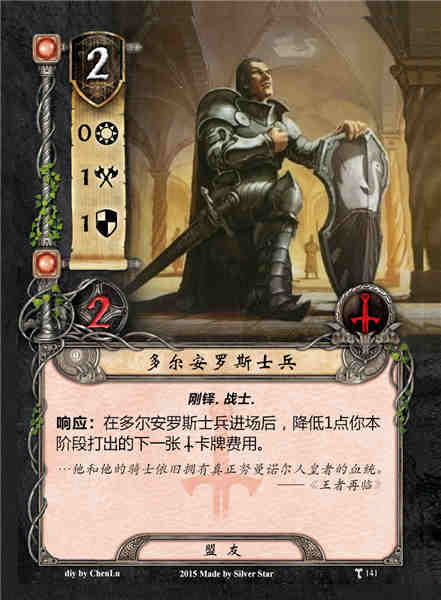 2
0
1
1
2
多尔安罗斯士兵
刚铎. 战士.
响应：在多尔安罗斯士兵进场后，降低1点你本
阶段打出的下一张卡牌费用。
…他和他的骑士依旧拥有真正努曼诺尔人皇者的血统。
——《王者再临》
盟友
diy by ChenLu 2015 Made by Silver Star 141